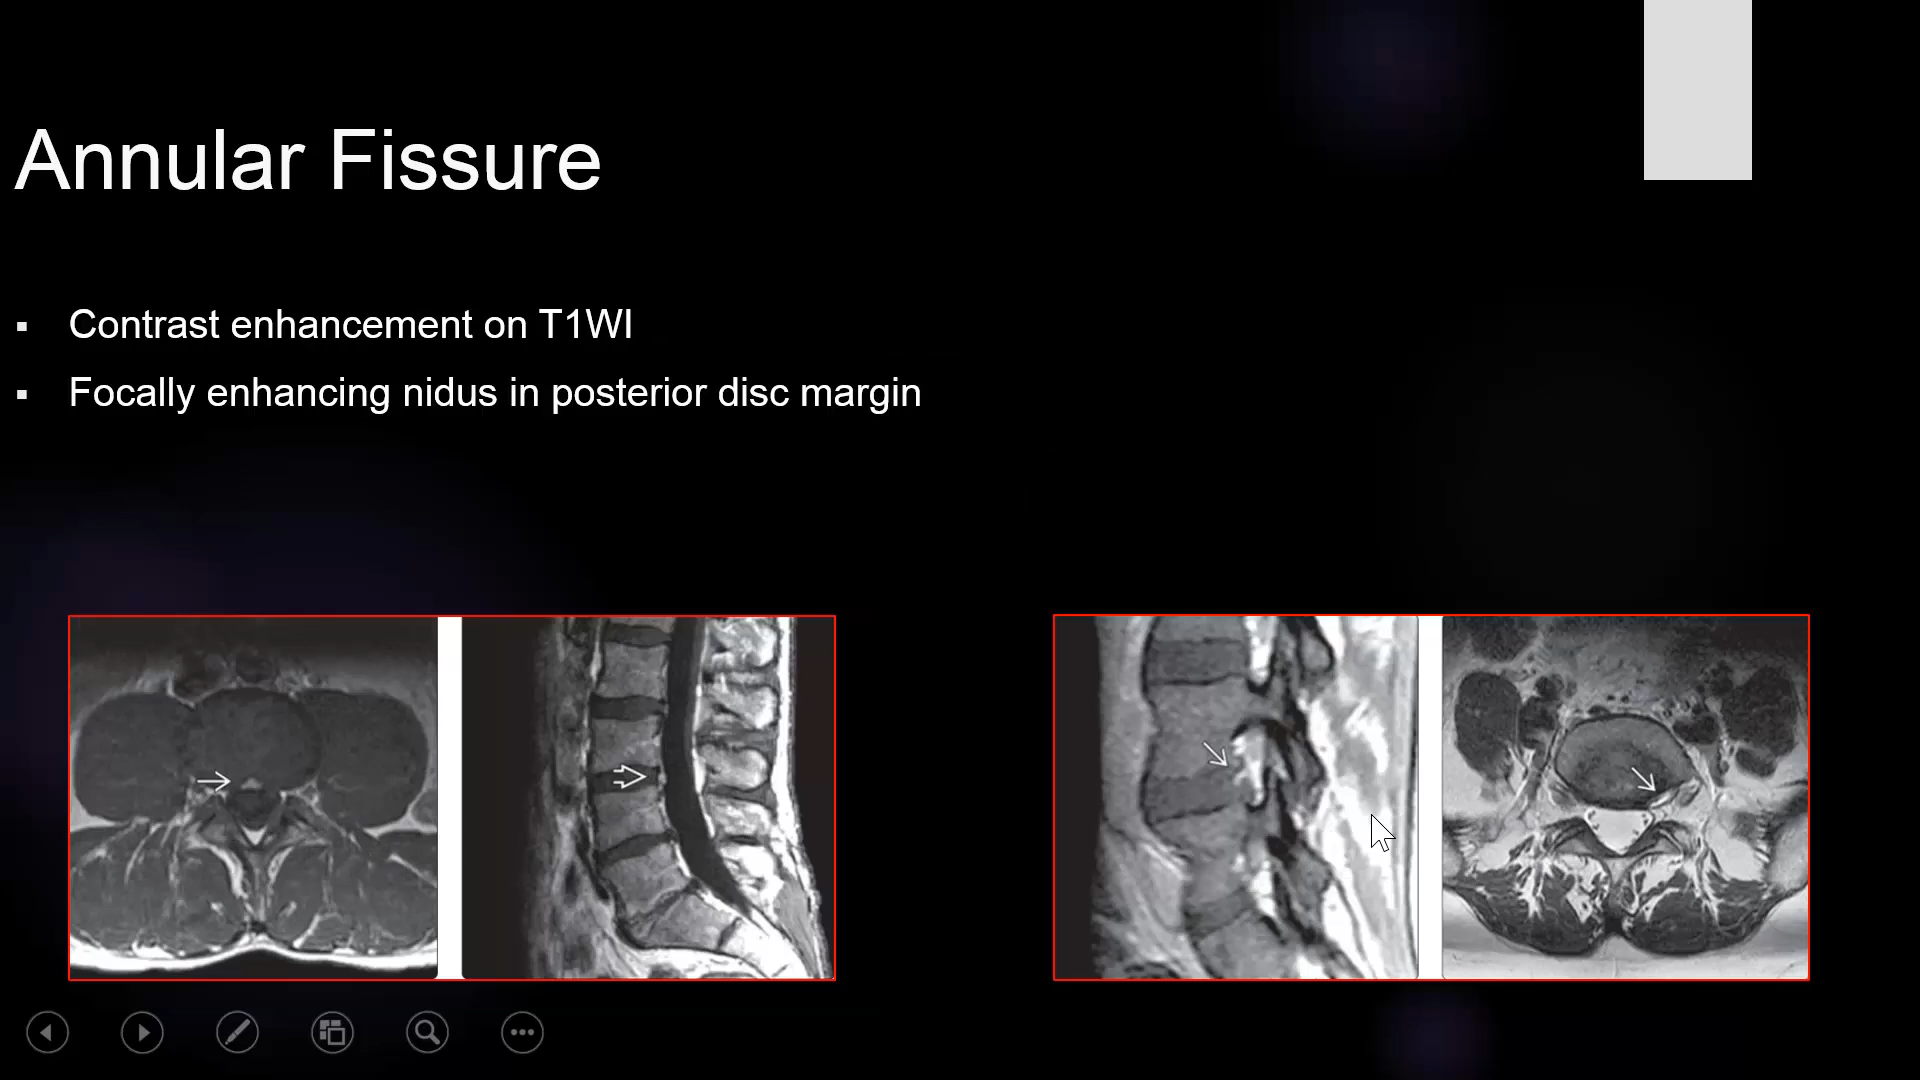 Annular Fissure
Contrast enhancement on T1WI
Focally enhancing nidus in posterior disc margin